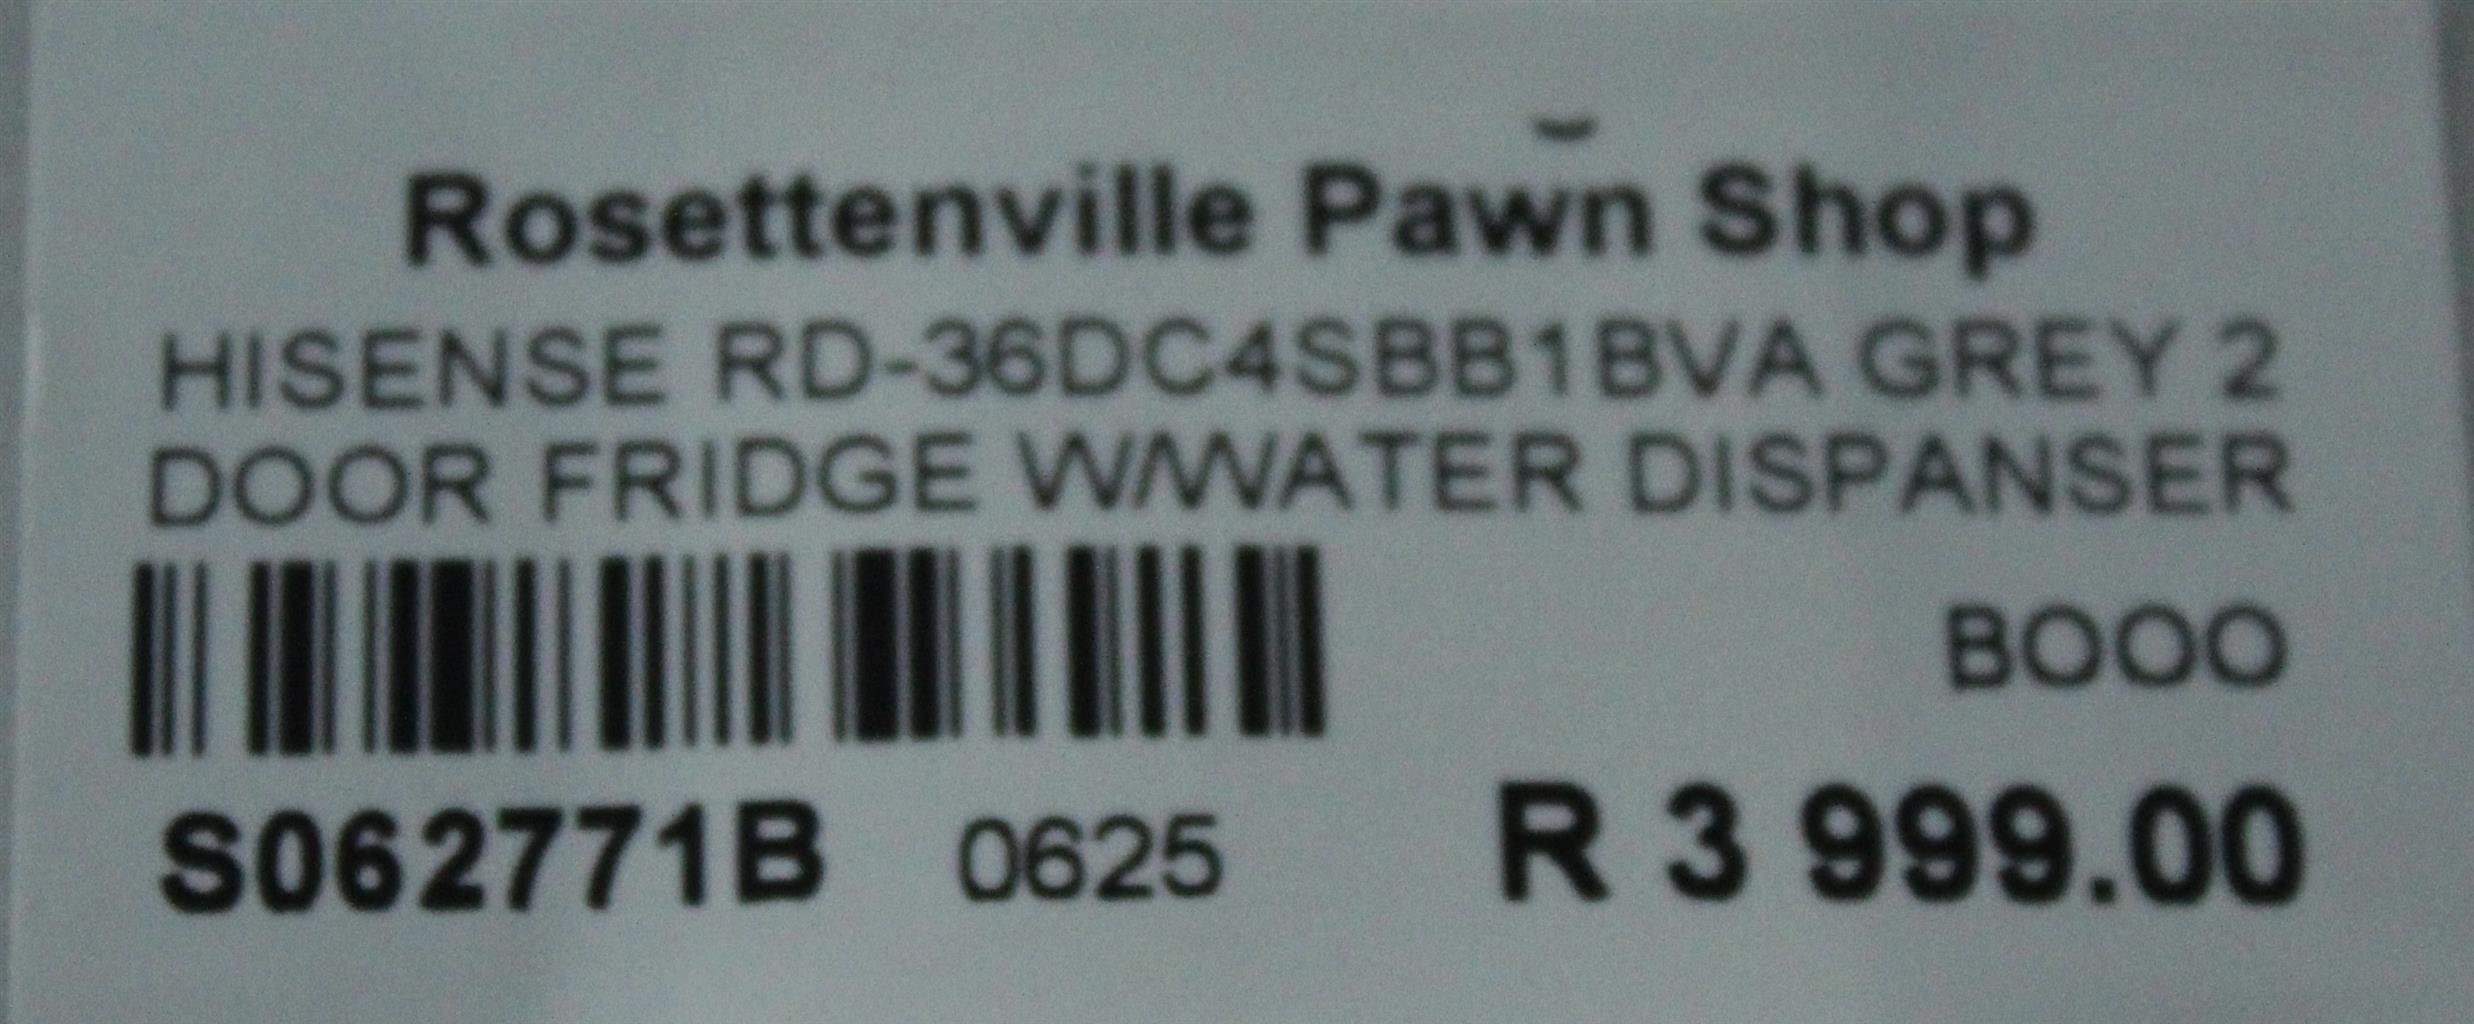 Rosettenville Pawn Shop
HISENSE RD-36DC4SBB1BVA GREY 2
DOOR FRIDGE W/WATER DISPANSER
BOOO
S062771B 0625 R 3 999.00